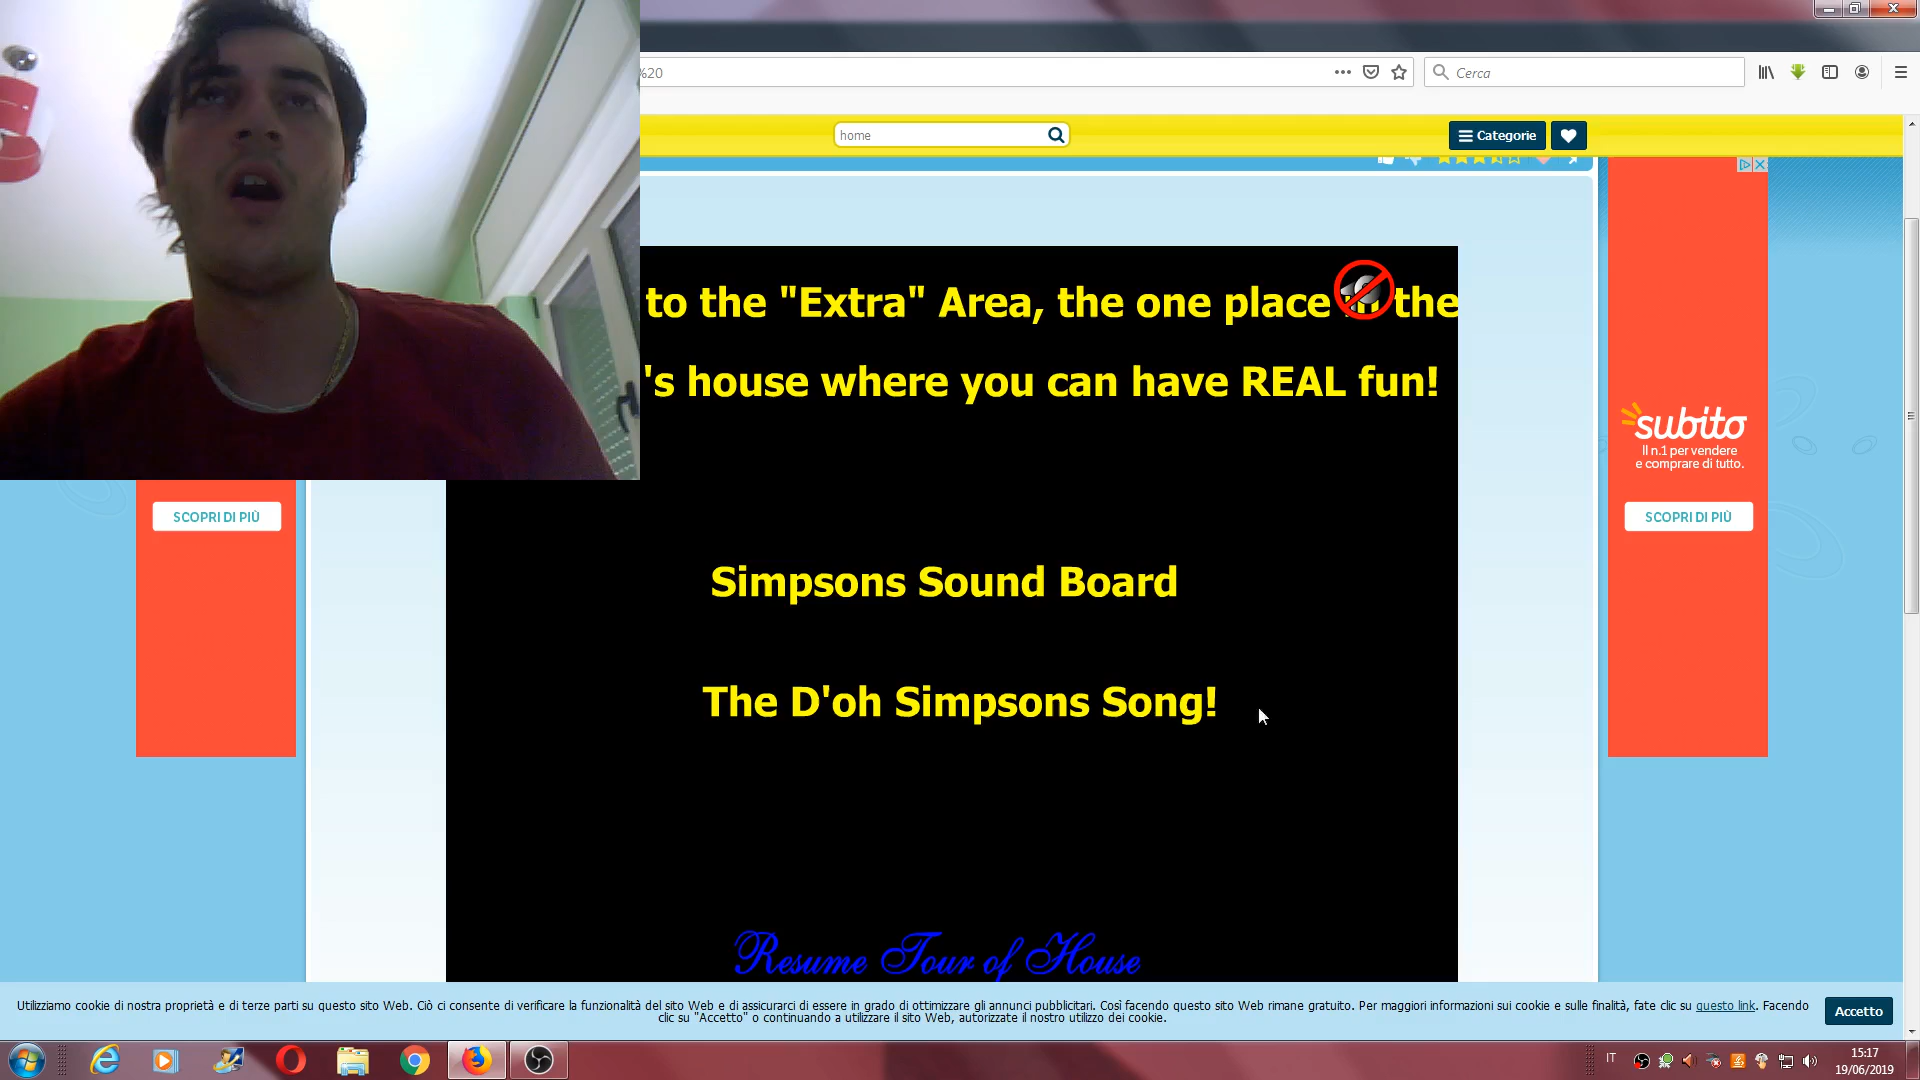 %20
Cerca
home
Categorie
to the "Extra" Area, the one place in the
's house where you can have REAL fun!
subito
Il n.1 per vendere
e comprare di tutto.
SCOPRI DI PIÙ
SCOPRI DI PIÙ
Simpsons Sound Board
The D'oh Simpsons Song!
Resume Tour of House
Utilizziamo cookie di nostra proprietà e di terze parti su questo sito Web. Ciò ci consente di verificare la funzionalità del sito Web e di assicurarci di essere in grado di ottimizzare gli annunci pubblicitari. Così facendo questo sito Web rimane gratuito. Per maggiori informazioni sui cookie e sulle finalità, fate clic su questo link. Facendo
clic su "Accetto" o continuando a utilizzare il sito Web, autorizzate il nostro utilizzo dei cookie.
Accetto
IT
15:17
19/06/2019